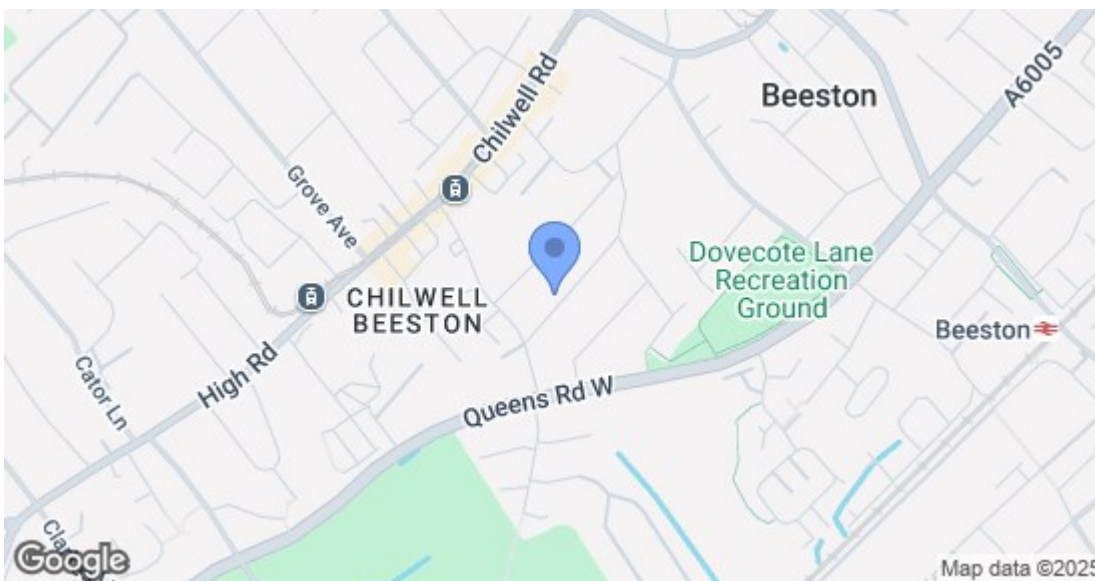 Chilwell Rd
Beeston
A6005
Grove Ave
Dovecote Lane
Recreation
Ground
CHILWELL
BEESTON
Beeston
High Rd
Cator Ln
Queens Rd W
Google
Map data ©2025